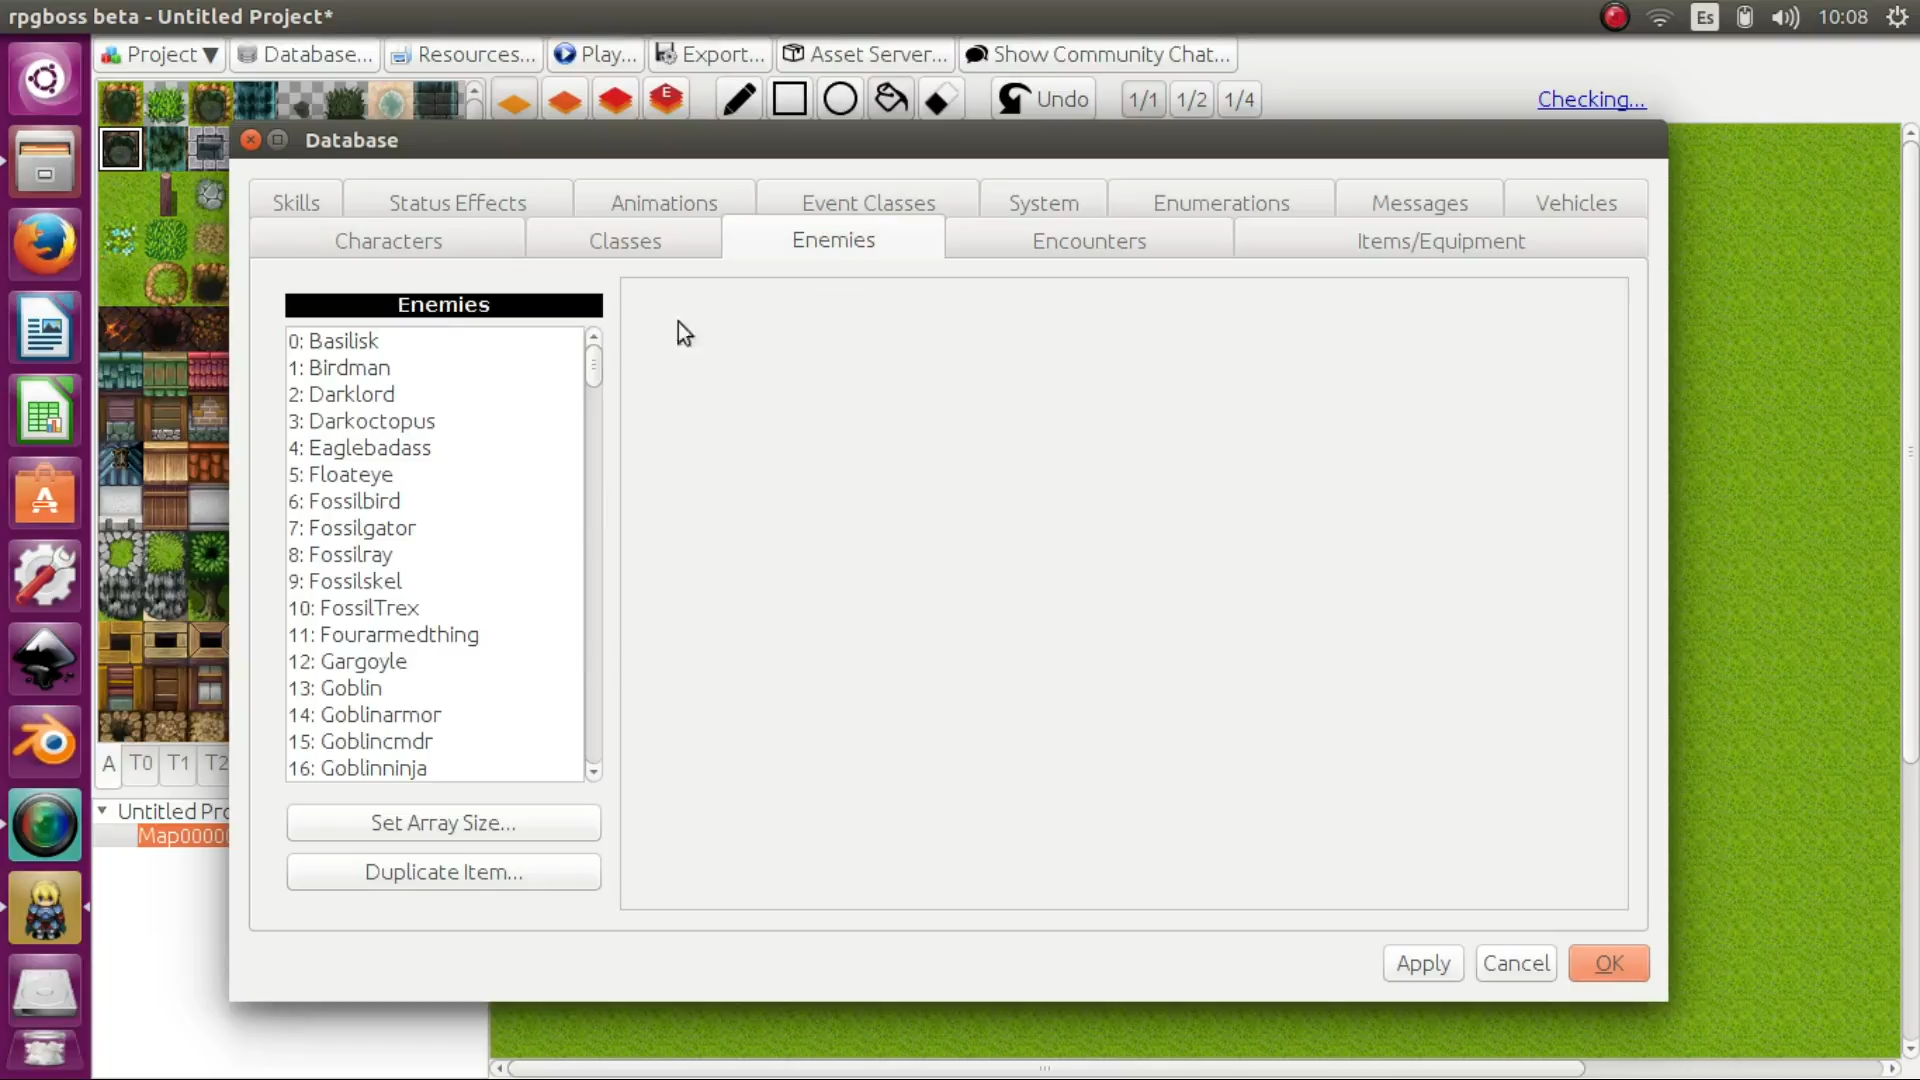 rpgboss beta - Untitled Project*
Es
10:08
Project ▼
Database...
Resources...
Play...
Export...
Asset Server...
Show Community Chat...
E
Undo
1/1
1/2
1/4
Checking...
Database
Skills
Status Effects
Animations
Event Classes
System
Enumerations
Messages
Vehicles
Characters
Classes
Enemies
Encounters
Items/Equipment
Enemies
0: Basilisk
1: Birdman
2: Darklord
3: Darkoctopus
4: Eaglebadass
5: Floateye
6: Fossilbird
7: Fossilgator
8: Fossilray
9: Fossilskel
10: FossilTrex
11: Fourarmedthing
12: Gargoyle
13: Goblin
14: Goblinarmor
15: Goblincmdr
16: Goblinninja
Set Array Size...
Duplicate Item...
A
T0
T1
T2
Untitled Pro
Map00000
Apply
Cancel
OK